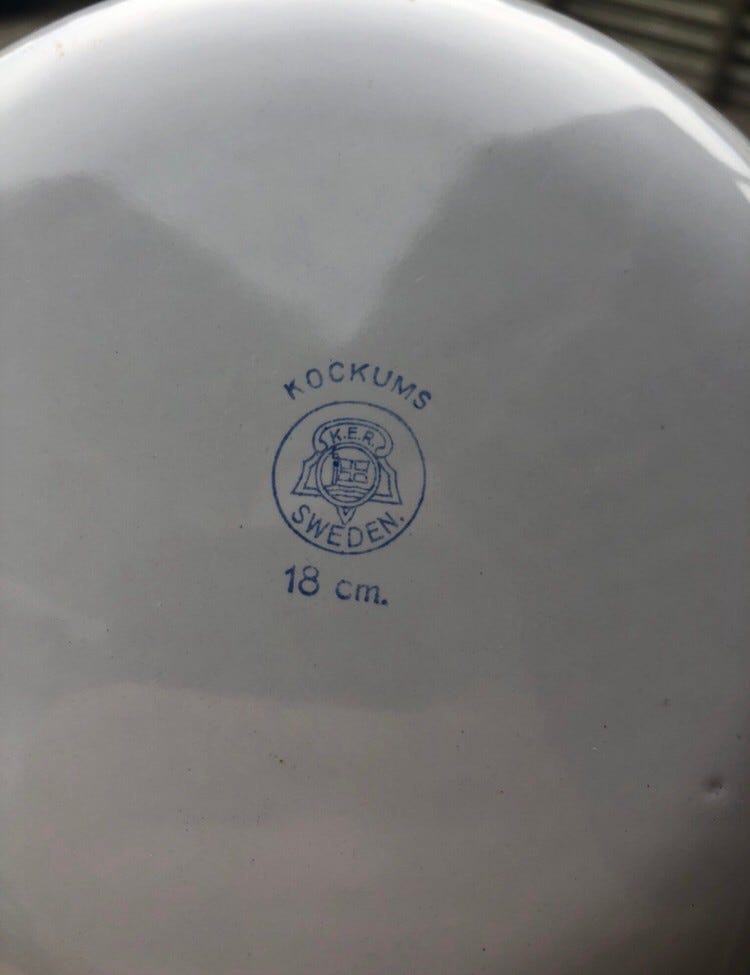 KOCKUMS
K.E.R.
SWEDEN.
18 cm.